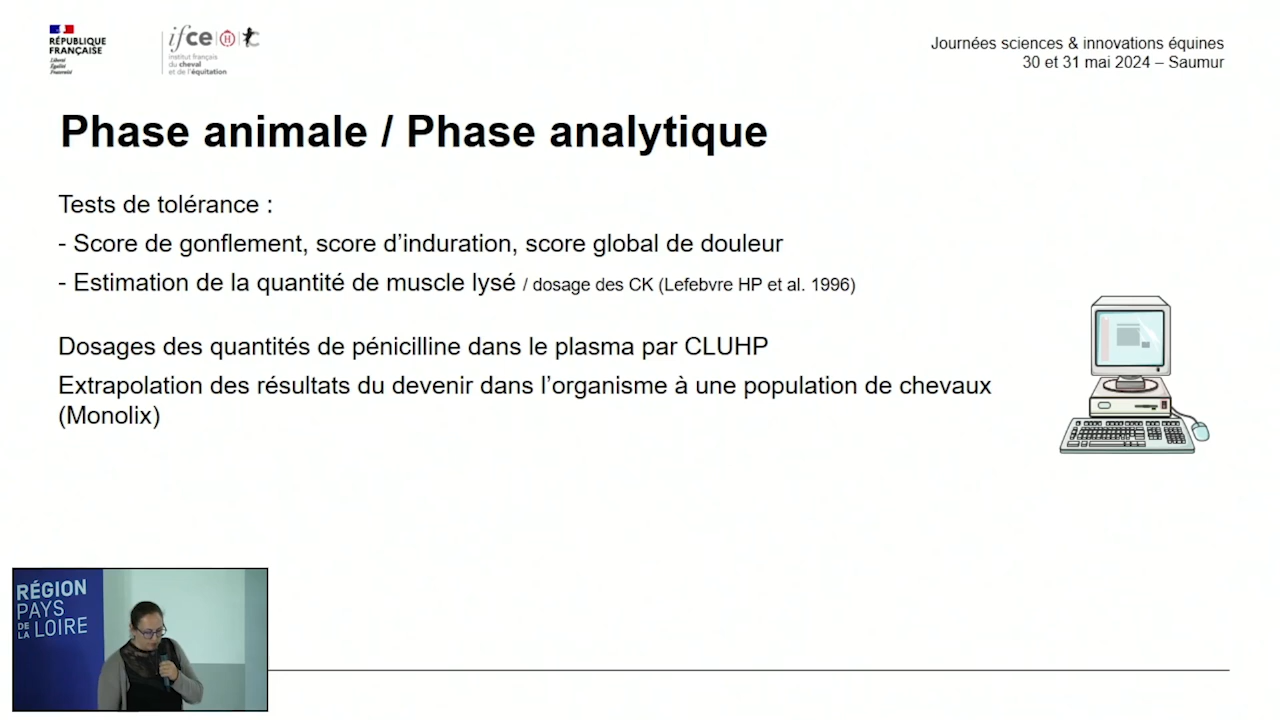 RÉPUBLIQUE
FRANÇAISE
Liberté
Égalité
Fraternité
ifce
institut français
du cheval
et de l'équitation
Journées sciences & innovations équines
30 et 31 mai 2024 – Saumur
Phase animale / Phase analytique
Tests de tolérance :
- Score de gonflement, score d'induration, score global de douleur
- Estimation de la quantité de muscle lysé / dosage des CK (Lefebvre HP et al. 1996)
Dosages des quantités de pénicilline dans le plasma par CLUHP
Extrapolation des résultats du devenir dans l'organisme à une population de chevaux
(Monolix)
RÉGION
PAYS
DE LA LOIRE